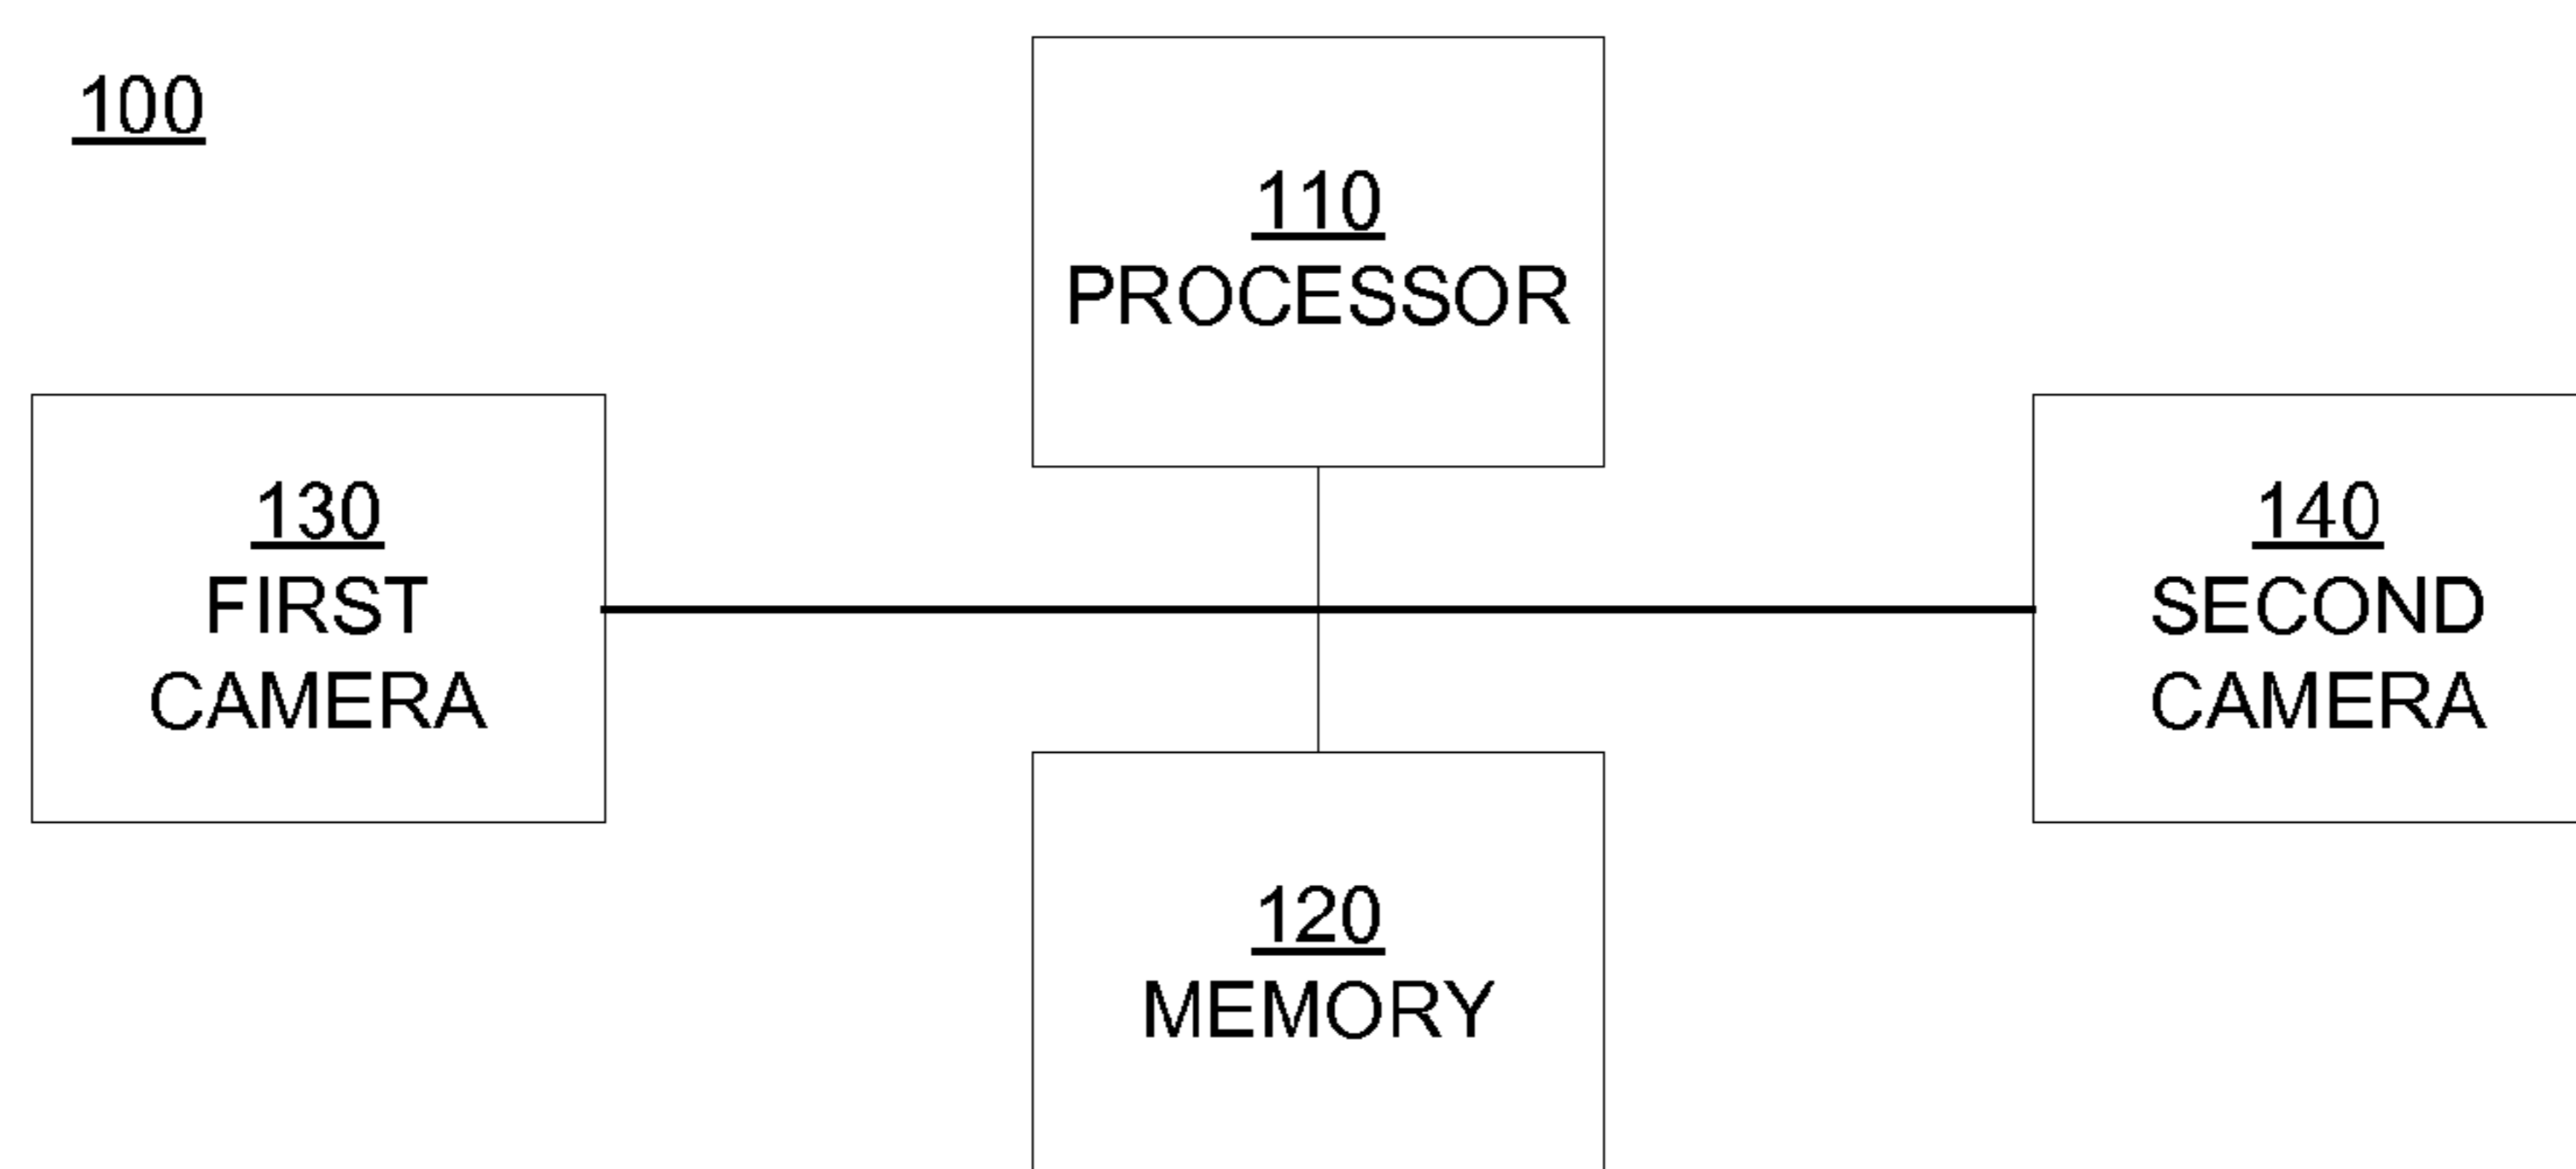 100
110
PROCESSOR
130
FIRST
CAMERA
140
SECOND
CAMERA
120
MEMORY